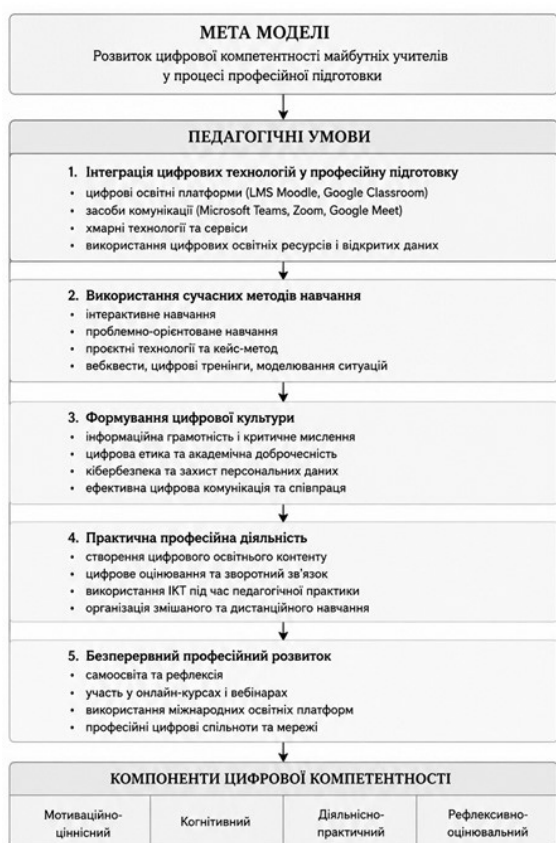 МЕТА МОДЕЛІ
Розвиток цифрової компетентності майбутніх учителів
у процесі професійної підготовки
ПЕДАГОГІЧНІ УМОВИ
1. Інтеграція цифрових технологій у професійну підготовку
• цифрові освітні платформи (LMS Moodle, Google Classroom)
• засоби комунікації (Microsoft Teams, Zoom, Google Meet)
• хмарні технології та сервіси
• використання цифрових освітніх ресурсів і відкритих даних
2. Використання сучасних методів навчання
• інтерактивне навчання
• проблемно-орієнтоване навчання
• проєктні технології та кейс-метод
• вебквести, цифрові тренінги, моделювання ситуацій
3. Формування цифрової культури
• інформаційна грамотність і критичне мислення
• цифрова етика та академічна доброчесність
• кібербезпека та захист персональних даних
• ефективна цифрова комунікація та співпраця
4. Практична професійна діяльність
• створення цифрового освітнього контенту
• цифрове оцінювання та зворотний зв'язок
• використання ІКТ під час педагогічної практики
• організація змішаного та дистанційного навчання
5. Безперервний професійний розвиток
• самоосвіта та рефлексія
• участь у онлайн-курсах і вебінарах
• використання міжнародних освітніх платформ
• професійні цифрові спільноти та мережі
КОМПОНЕНТИ ЦИФРОВОЇ КОМПЕТЕНТНОСТІ
Мотиваційно-
ціннісний
Когнітивний
Діяльнісно-
практичний
Рефлексивно-
оцінювальний